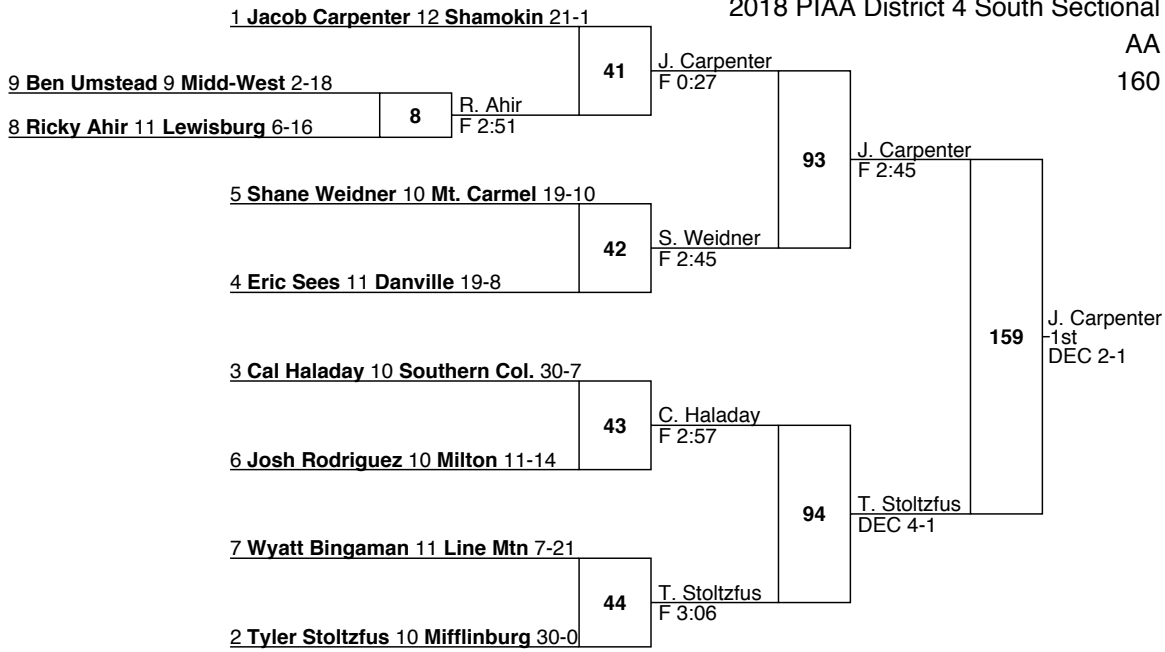 2018 PIAA District 4 South Sectional
AA
160
1 Jacob Carpenter 12 Shamokin 21-1
41
J. Carpenter
F 0:27
9 Ben Umstead 9 Midd-West 2-18
8
R. Ahir
F 2:51
8 Ricky Ahir 11 Lewisburg 6-16
93
J. Carpenter
F 2:45
5 Shane Weidner 10 Mt. Carmel 19-10
42
S. Weidner
F 2:45
4 Eric Sees 11 Danville 19-8
159
J. Carpenter
1st
DEC 2-1
3 Cal Haladay 10 Southern Col. 30-7
43
C. Haladay
F 2:57
6 Josh Rodriguez 10 Milton 11-14
94
T. Stoltzfus
DEC 4-1
7 Wyatt Bingaman 11 Line Mtn 7-21
44
T. Stoltzfus
F 3:06
2 Tyler Stoltzfus 10 Mifflinburg 30-0